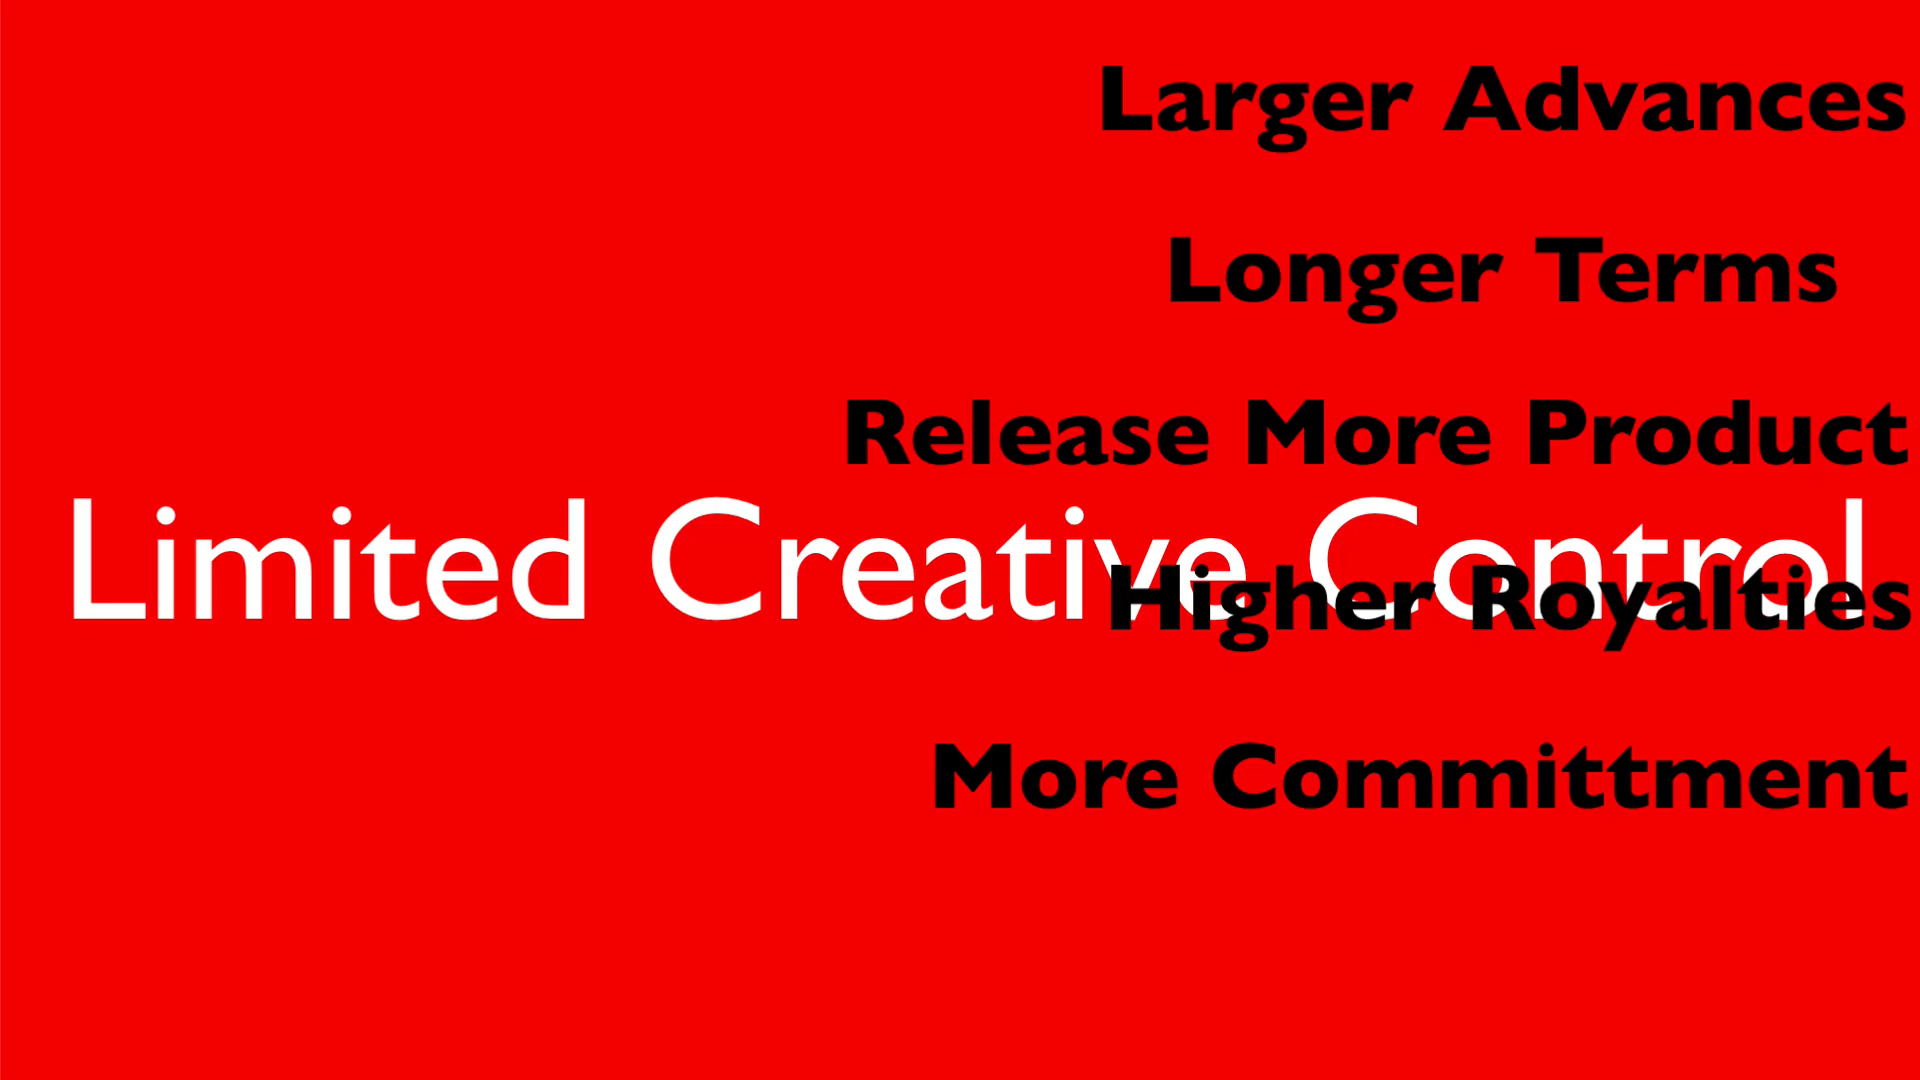 Larger Advances
Longer Terms
Release More Product
Limited Creative Control
Higher Royalties
More Committment